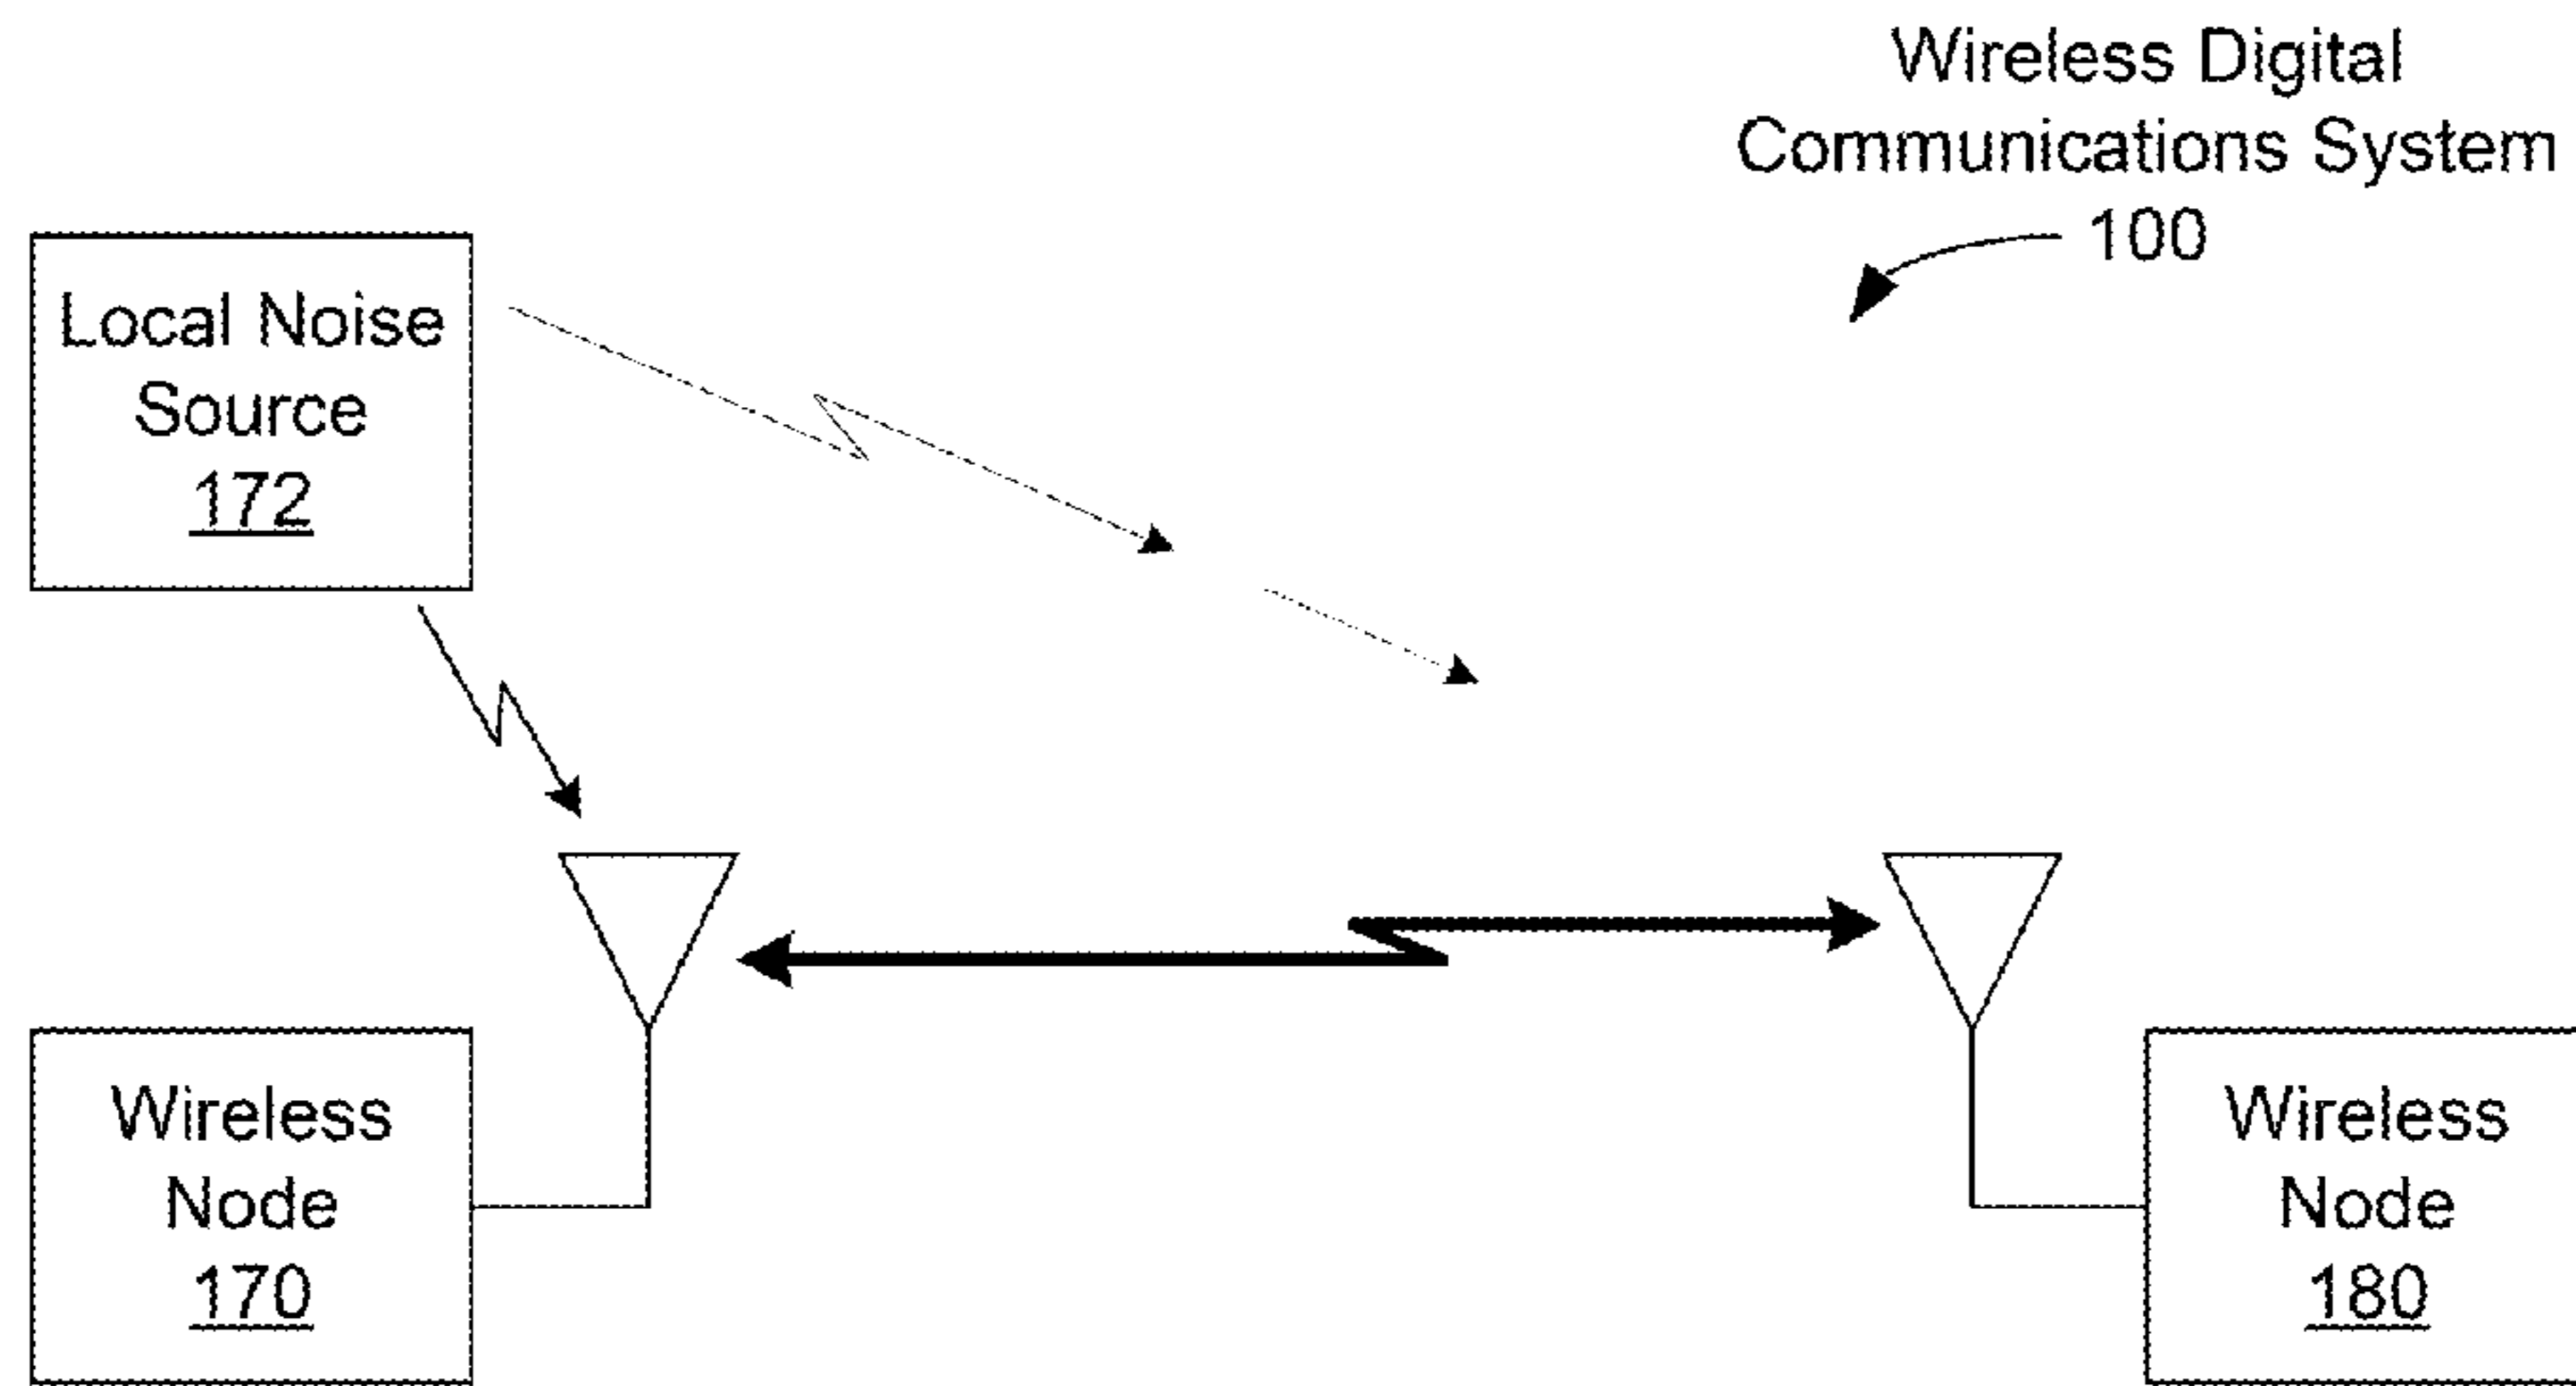 Wireless Digital
Communications System
100
Local Noise
Source
172
Wireless
Node
170
Wireless
Node
180